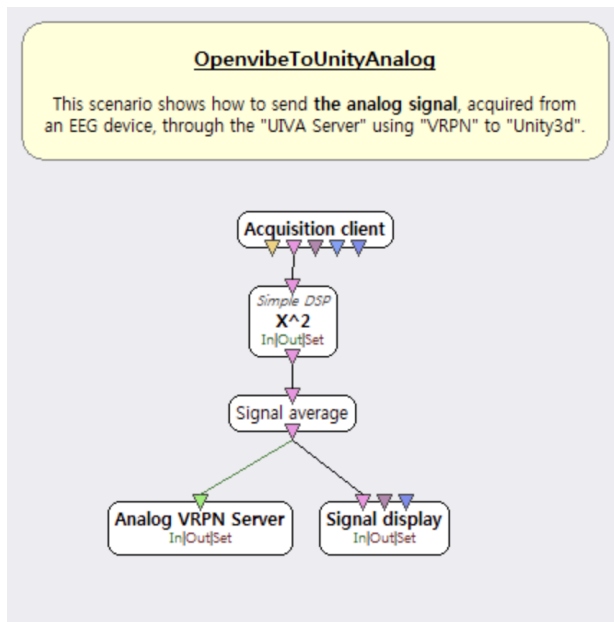 OpenvibeToUnityAnalog
This scenario shows how to send the analog signal, acquired from
an EEG device, through the "UIVA Server" using "VRPN" to "Unity3d".
Acquisition client
Simple DSP
X^2
In|Out|Set
Signal average
Analog VRPN Server
In|Out|Set
Signal display
In|Out|Set